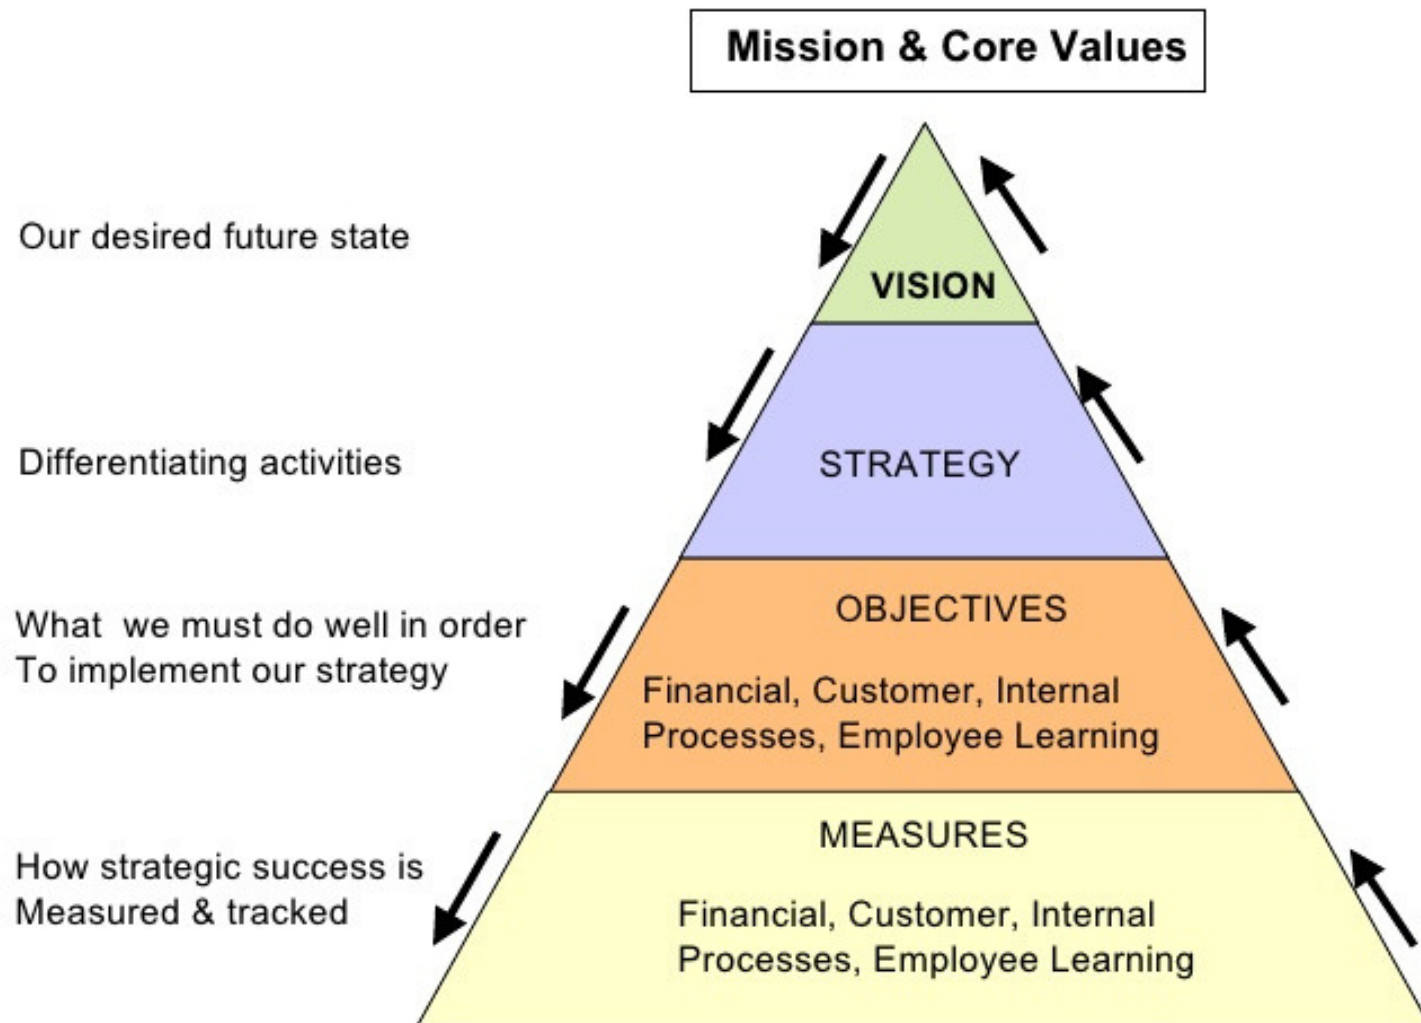 Mission & Core Values
Our desired future state
VISION
Differentiating activities
STRATEGY
What  we must do well in order
To implement our strategy
OBJECTIVES
Financial, Customer, Internal
Processes, Employee Learning
How strategic success is
Measured & tracked
MEASURES
Financial, Customer, Internal
Processes, Employee Learning